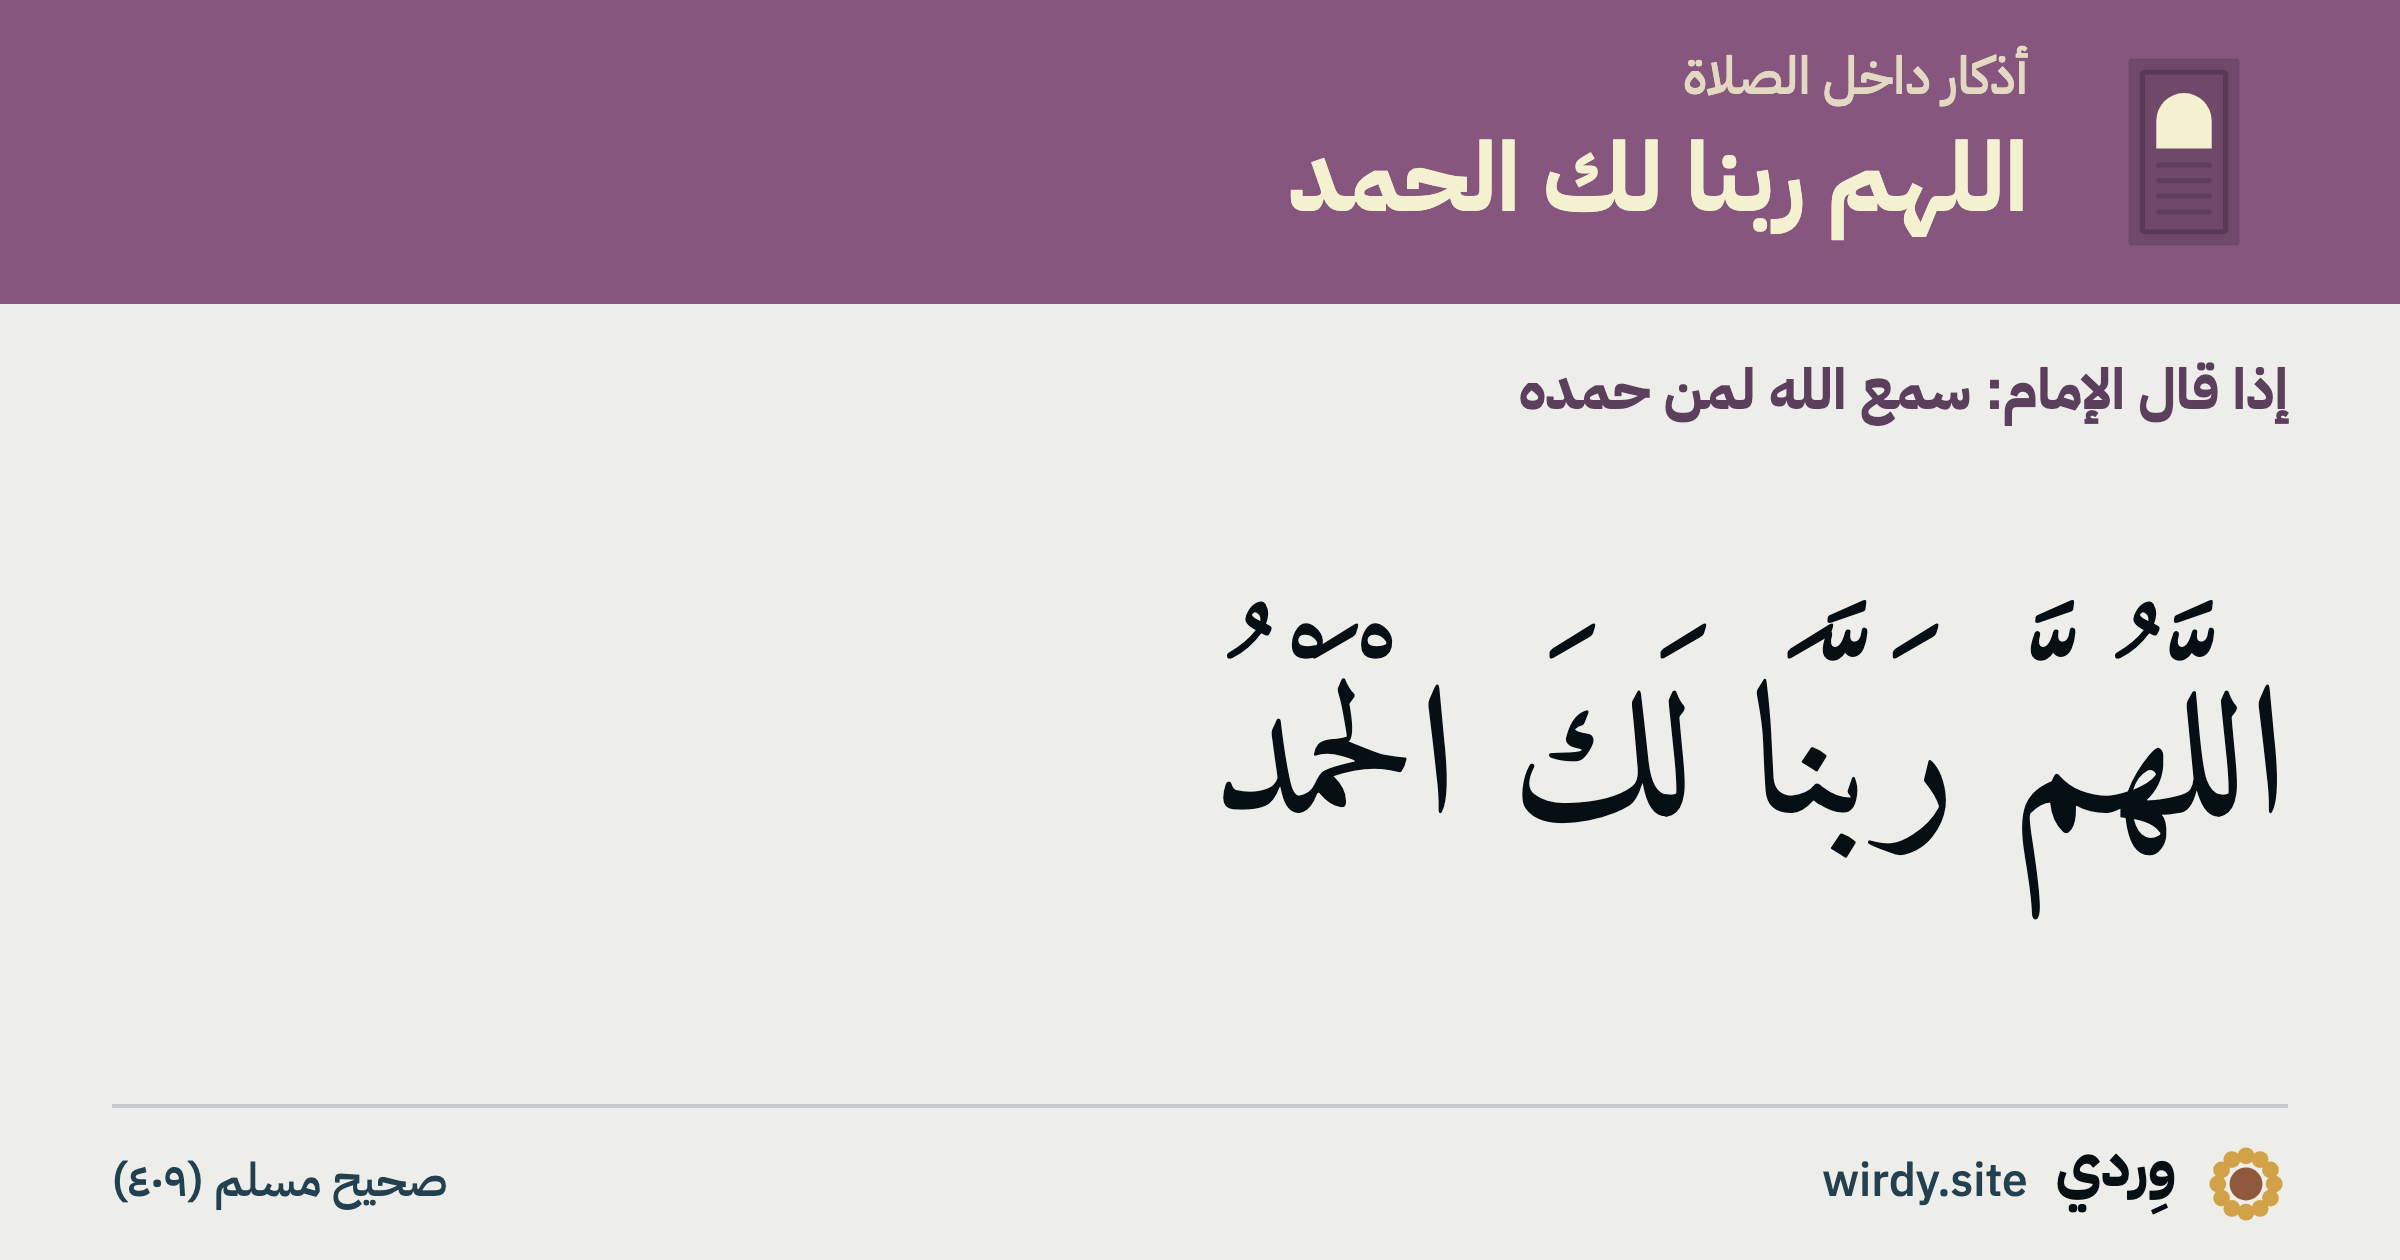 أذكار داخل الصلاة
اللهم ربنا لك الحمد
إذا قال الإمام: سمع الله لمن حمده
اللَّهُمَّ رَبَّنَا لَكَ الْحَمْدُ
وِردي wirdy.site
صحيح مسلم (٤٠٩)